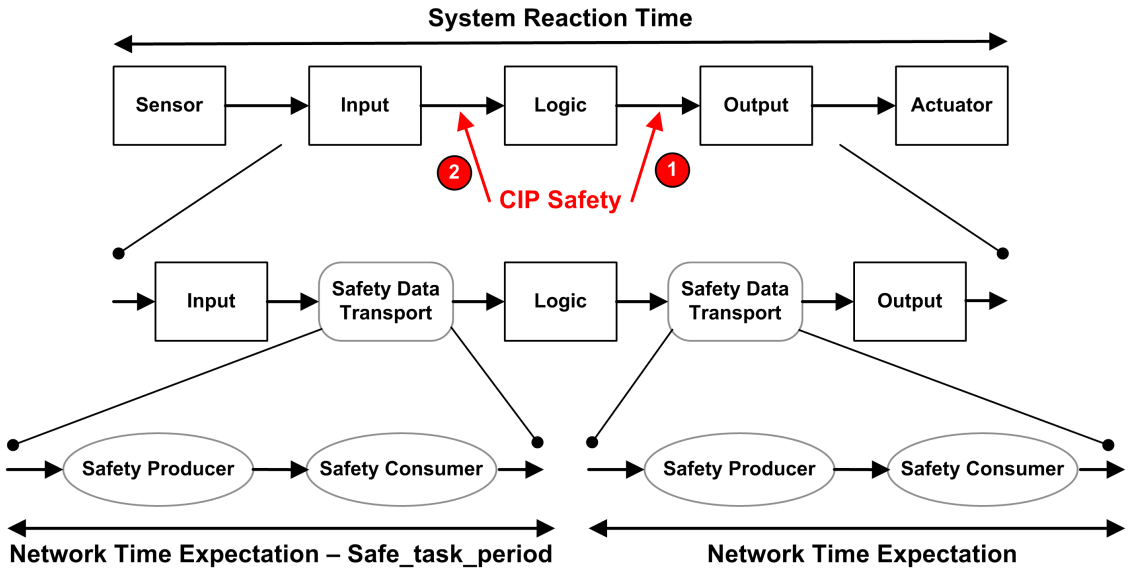 System Reaction Time
Sensor
Input
Logic
Output
Actuator
2
1
CIP Safety
Input
Safety Data
Transport
Logic
Safety Data
Transport
Output
Safety Producer
Safety Consumer
Safety Producer
Safety Consumer
Network Time Expectation – Safe_task_period
Network Time Expectation